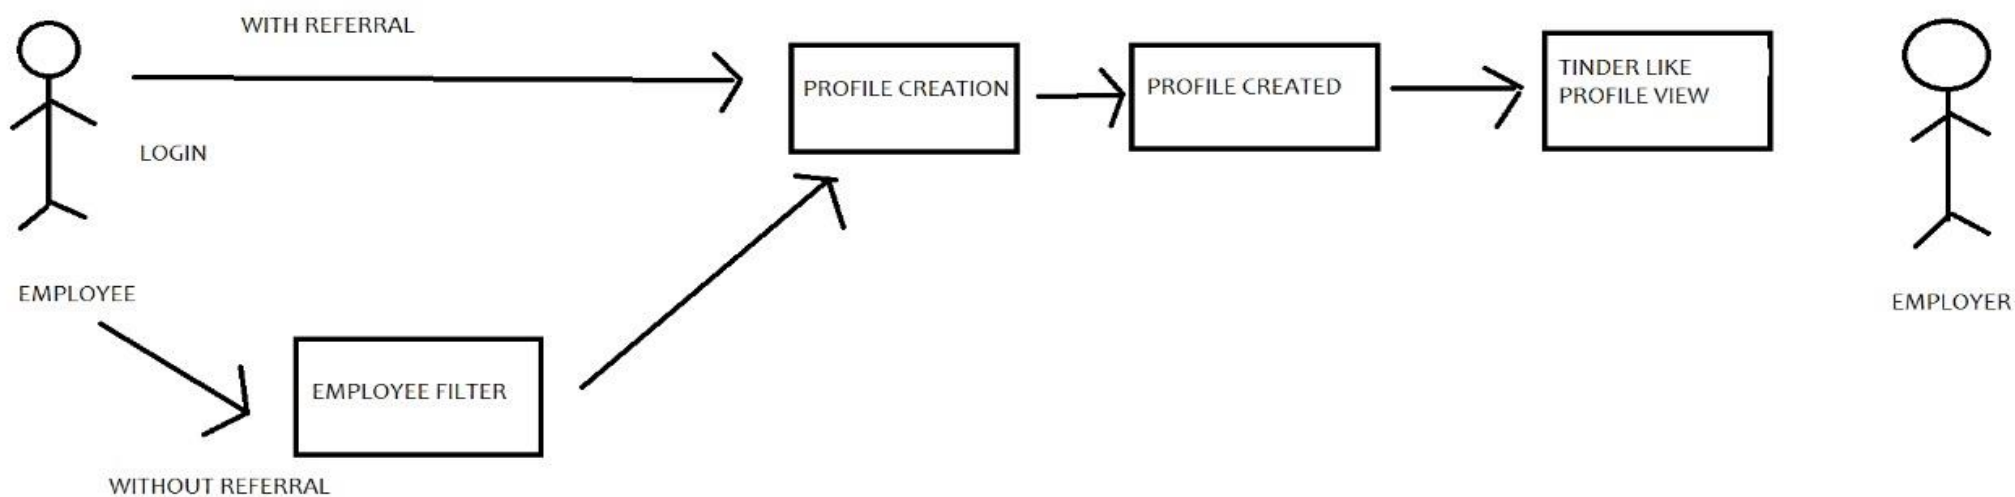 WITH REFERRAL
LOGIN
EMPLOYEE
PROFILE CREATION
PROFILE CREATED
TINDER LIKE
PROFILE VIEW
EMPLOYER
EMPLOYEE FILTER
WITHOUT REFERRAL